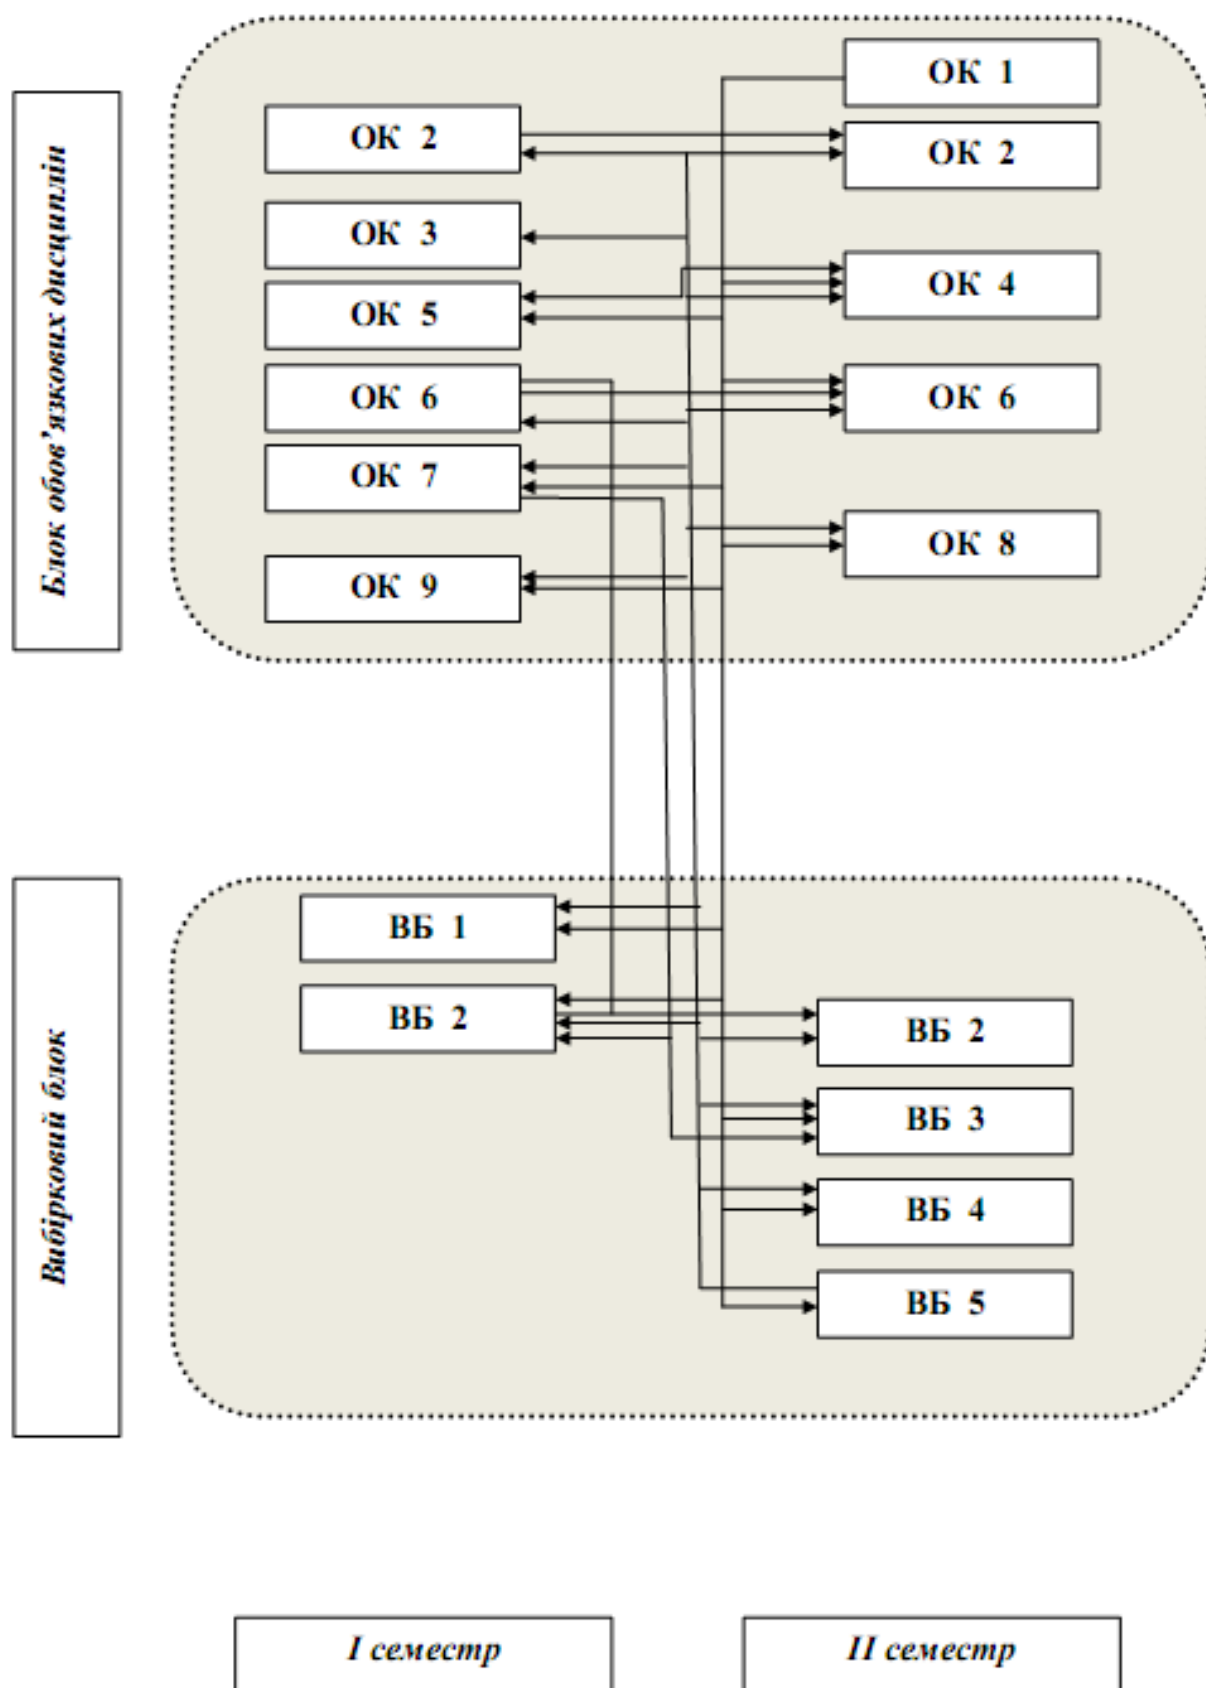 Блок обов’язкових дисциплін
ОК 1
ОК 2
ОК 2
ОК 3
ОК 4
ОК 5
ОК 6
ОК 6
ОК 7
ОК 8
ОК 9
Вибірковий блок
ВБ 1
ВБ 2
ВБ 2
ВБ 3
ВБ 4
ВБ 5
І семестр
ІІ семестр